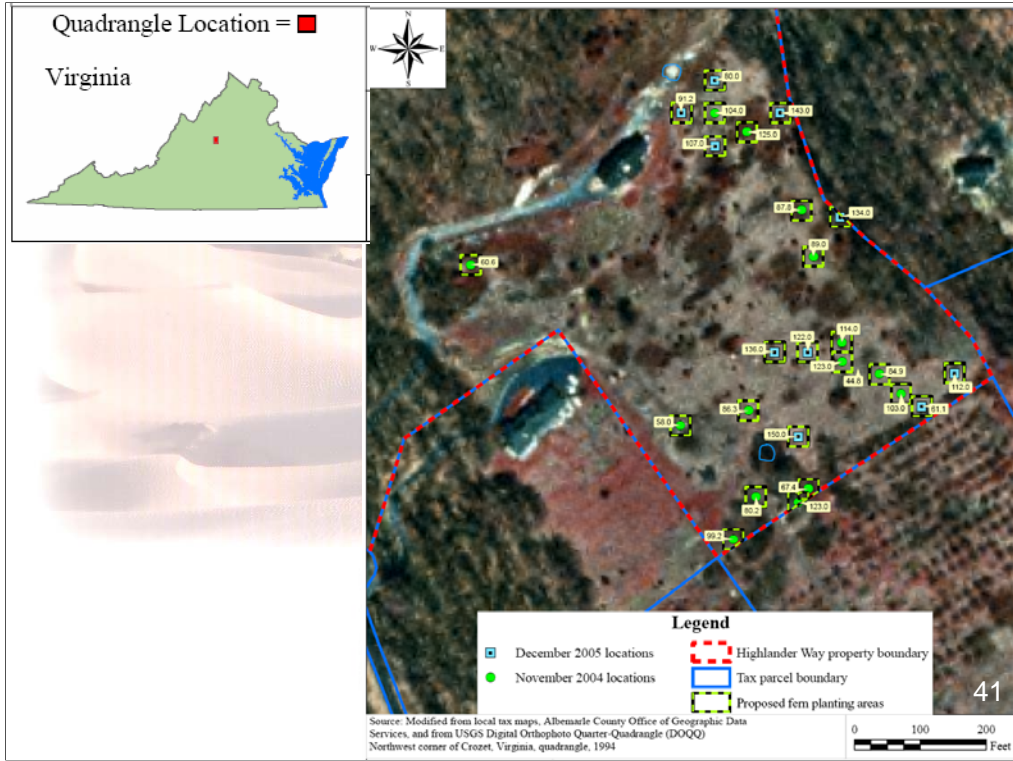 Quadrangle Location =
Virginia
N
W
E
S
80.0
91.2
104.0
143.0
125.0
107.0
87.8
134.0
89.0
60.6
114.0
122.0
136.0
123.0
84.9
44.8
112.0
103.0
61.1
86.3
58.0
150.0
67.4
80.2
123.0
99.2
Legend
December 2005 locations
Highlander Way property boundary
November 2004 locations
Tax parcel boundary
Proposed fern planting areas
41
Source: Modified from local tax maps, Albemarle County Office of Geographic Data
Services, and from USGS Digital Orthophoto Quarter-Quadrangle (DOQQ)
Northwest corner of Crozet, Virginia, quadrangle, 1994
0 100 200
Feet